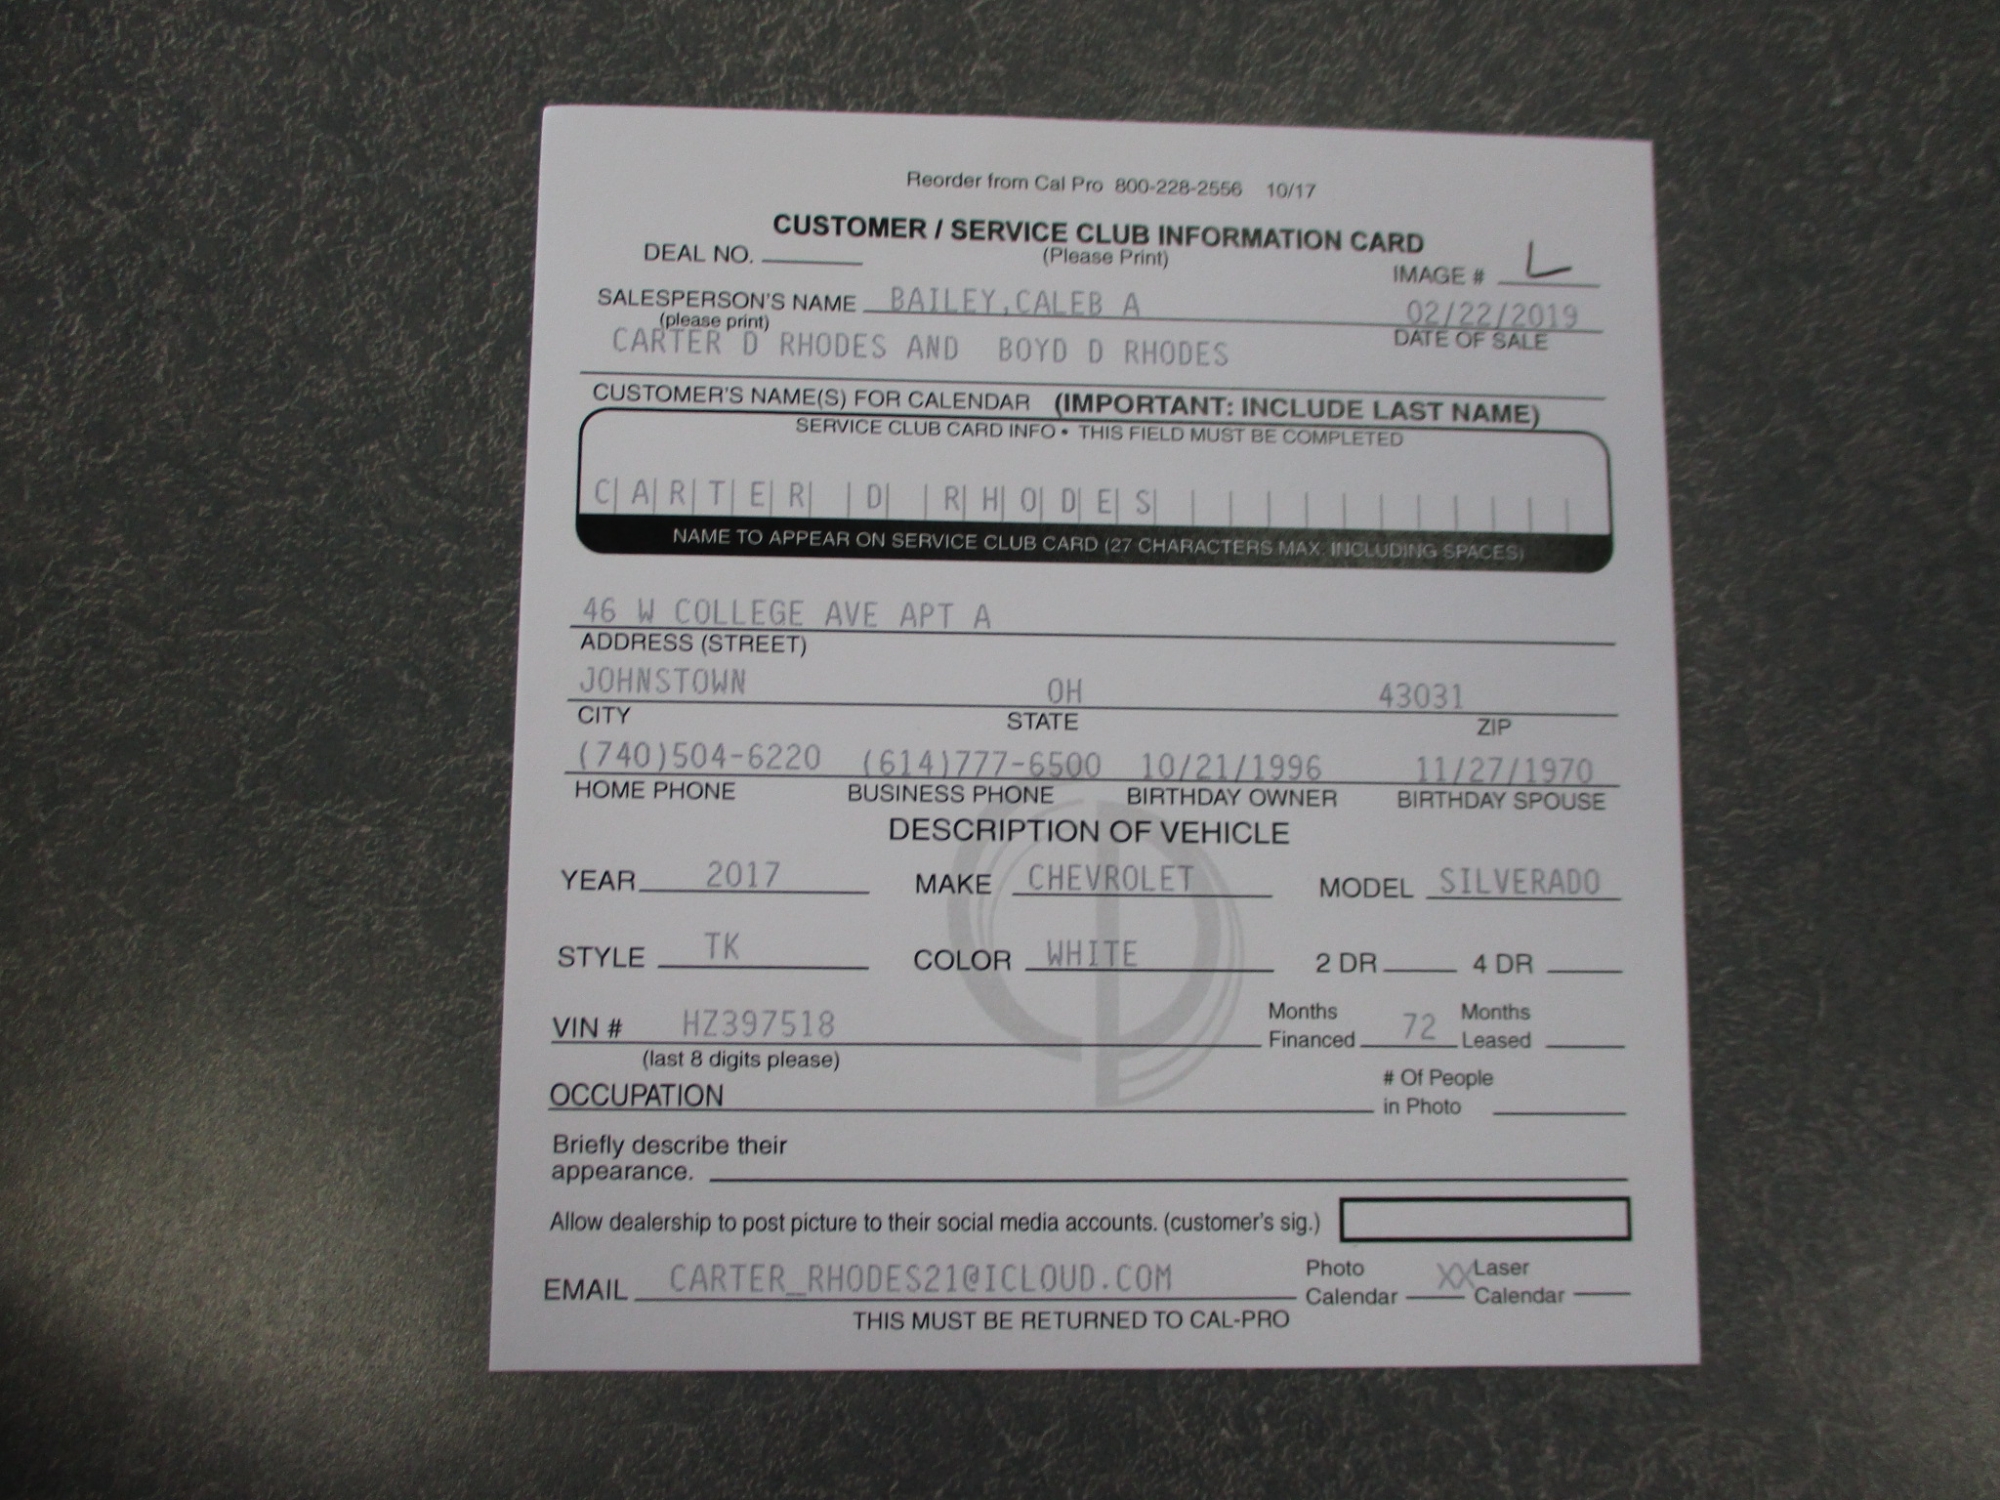 Reorder from Cal Pro 800-228-2556 10/17
CUSTOMER / SERVICE CLUB INFORMATION CARD
DEAL NO. (Please Print)
IMAGE # L
SALESPERSON'S NAME BAILEY,CALEB A 02/22/2019
(please print) DATE OF SALE
CARTER D RHODES AND BOYD D RHODES
CUSTOMER'S NAME(S) FOR CALENDAR (IMPORTANT: INCLUDE LAST NAME)
SERVICE CLUB CARD INFO • THIS FIELD MUST BE COMPLETED
CARTER D RHODES
NAME TO APPEAR ON SERVICE CLUB CARD (27 CHARACTERS MAX. INCLUDING SPACES)
46 W COLLEGE AVE APT A
ADDRESS (STREET)
JOHNSTOWN OH 43031
CITY STATE ZIP
(740)504-6220 (614)777-6500 10/21/1996 11/27/1970
HOME PHONE BUSINESS PHONE BIRTHDAY OWNER BIRTHDAY SPOUSE
DESCRIPTION OF VEHICLE
YEAR 2017 MAKE CHEVROLET MODEL SILVERADO
STYLE TK COLOR WHITE 2 DR 4 DR
VIN # HZ397518 Months Financed 72 Months Leased
(last 8 digits please)
OCCUPATION # Of People in Photo
Briefly describe their
appearance.
Allow dealership to post picture to their social media accounts. (customer's sig.)
EMAIL CARTER_RHODES21@ICLOUD.COM Photo Calendar XX Laser Calendar
THIS MUST BE RETURNED TO CAL-PRO